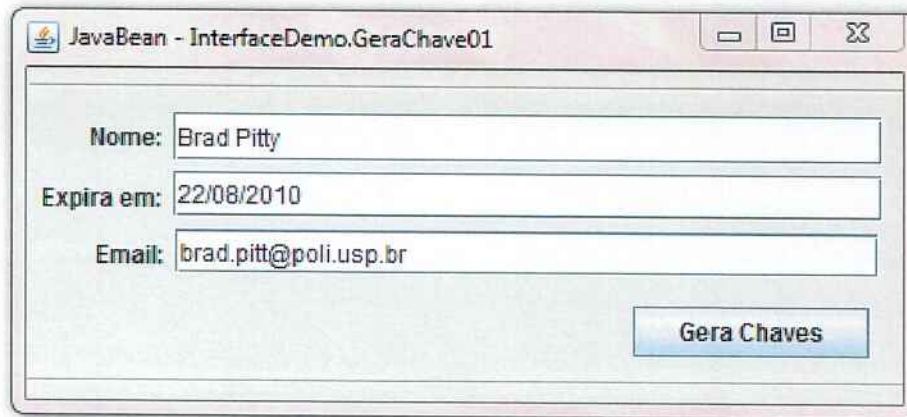 JavaBean - InterfaceDemo.GeraChave01
Nome: Brad Pitty
Expira em: 22/08/2010
Email: brad.pitt@poli.usp.br
Gera Chaves